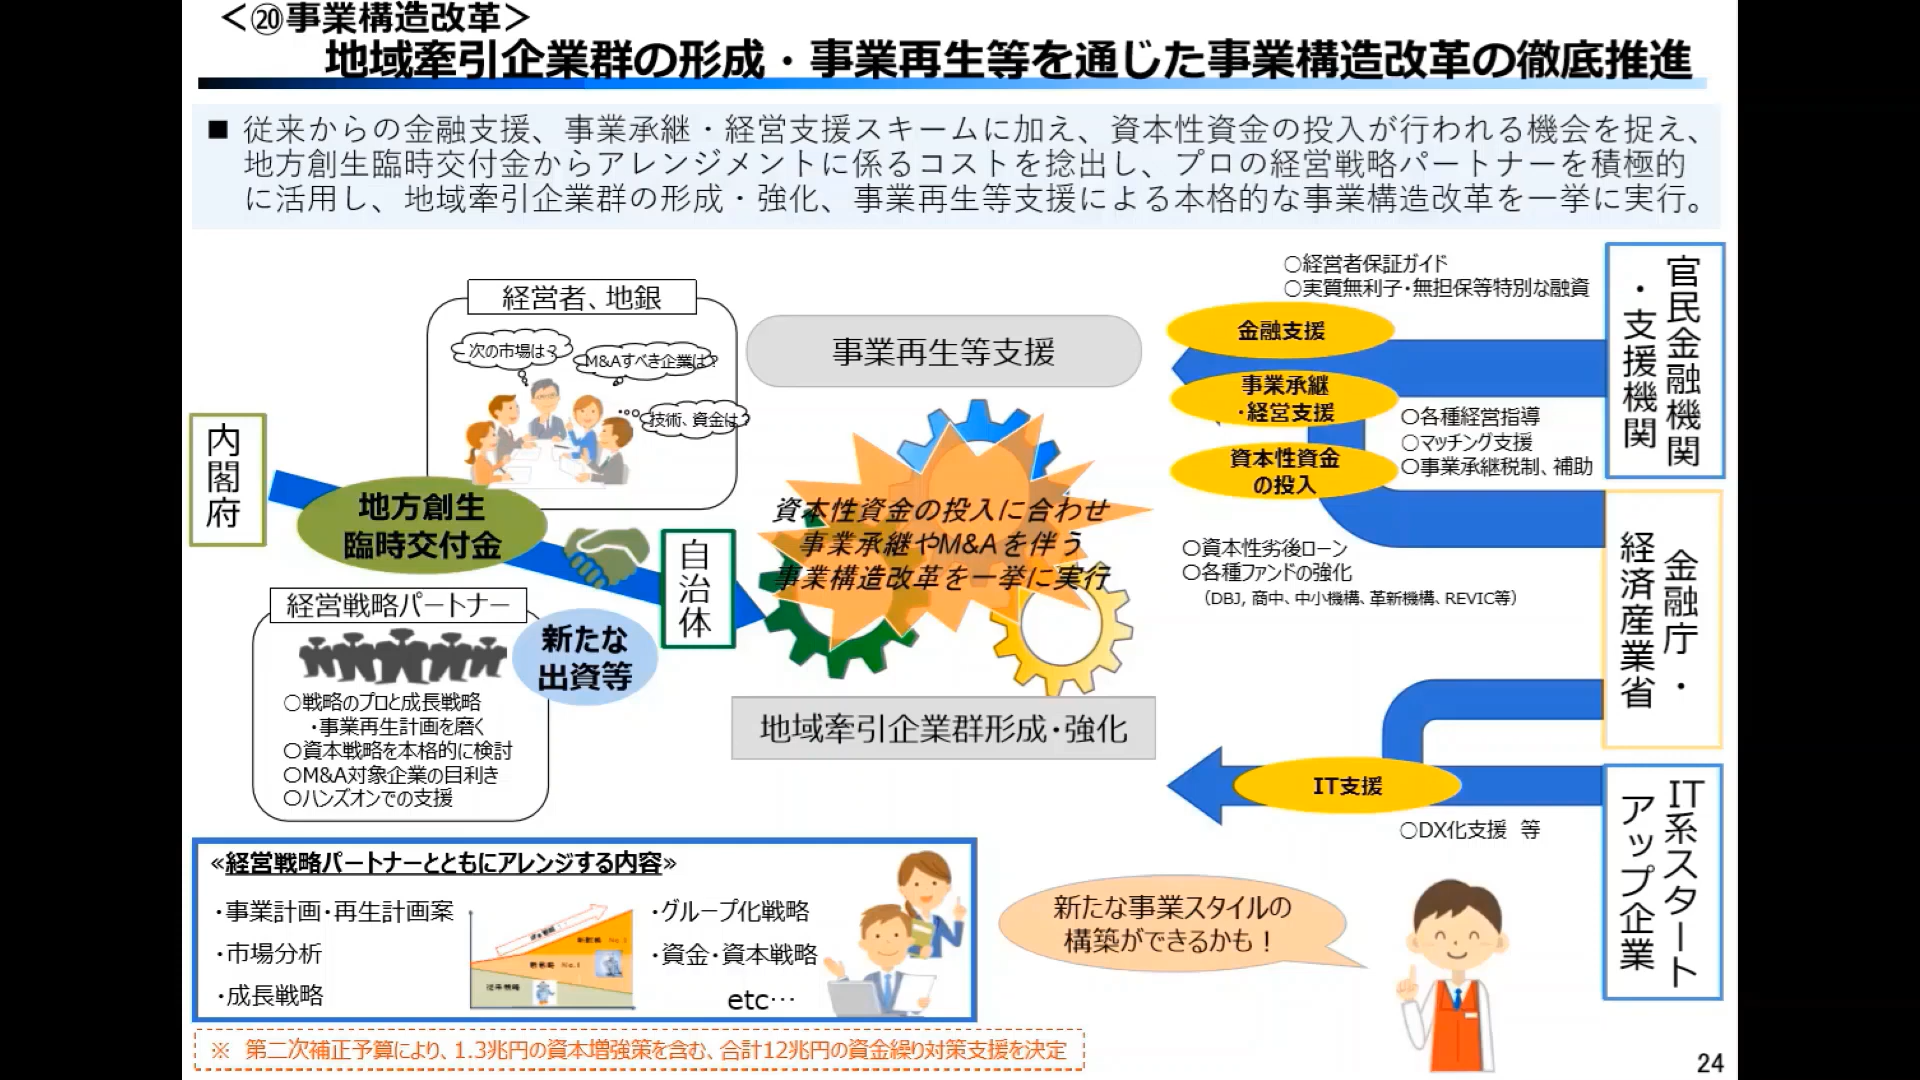 ＜⑳事業構造改革＞
地域牽引企業群の形成・事業再生等を通じた事業構造改革の徹底推進
■ 従来からの金融支援、事業承継・経営支援スキームに加え、資本性資金の投入が行われる機会を捉え、
地方創生臨時交付金からアレンジメントに係るコストを捻出し、プロの経営戦略パートナーを積極的
に活用し、地域牽引企業群の形成・強化、事業再生等支援による本格的な事業構造改革を一挙に実行。
経営者、地銀
次の市場は？
M&Aすべき企業は？
技術、資金は？
内閣府
地方創生
臨時交付金
自治体
経営戦略パートナー
新たな
出資等
○戦略のプロと成長戦略
・事業再生計画を磨く
○資本戦略を本格的に検討
○M&A対象企業の目利き
○ハンズオンでの支援
事業再生等支援
資本性資金の投入に合わせ
事業承継やM&Aを伴う
事業構造改革を一挙に実行
地域牽引企業群形成・強化
○経営者保証ガイド
○実質無利子・無担保等特別な融資
金融支援
事業承継
・経営支援
○各種経営指導
○マッチング支援
○事業承継税制、補助
資本性資金
の投入
○資本性劣後ローン
○各種ファンドの強化
（DBJ, 商中、中小機構、革新機構、REVIC等）
官民金融機関
・支援機関
金融庁・
経済産業省
IT支援
○DX化支援 等
IT系スタート
アップ企業
≪経営戦略パートナーとともにアレンジする内容≫
・事業計画・再生計画案
・市場分析
・成長戦略
従来戦略
・グループ化戦略
・資金・資本戦略
etc…
新たな事業スタイルの
構築ができるかも！
※ 第二次補正予算により、1.3兆円の資本増強策を含む、合計12兆円の資金繰り対策支援を決定
24